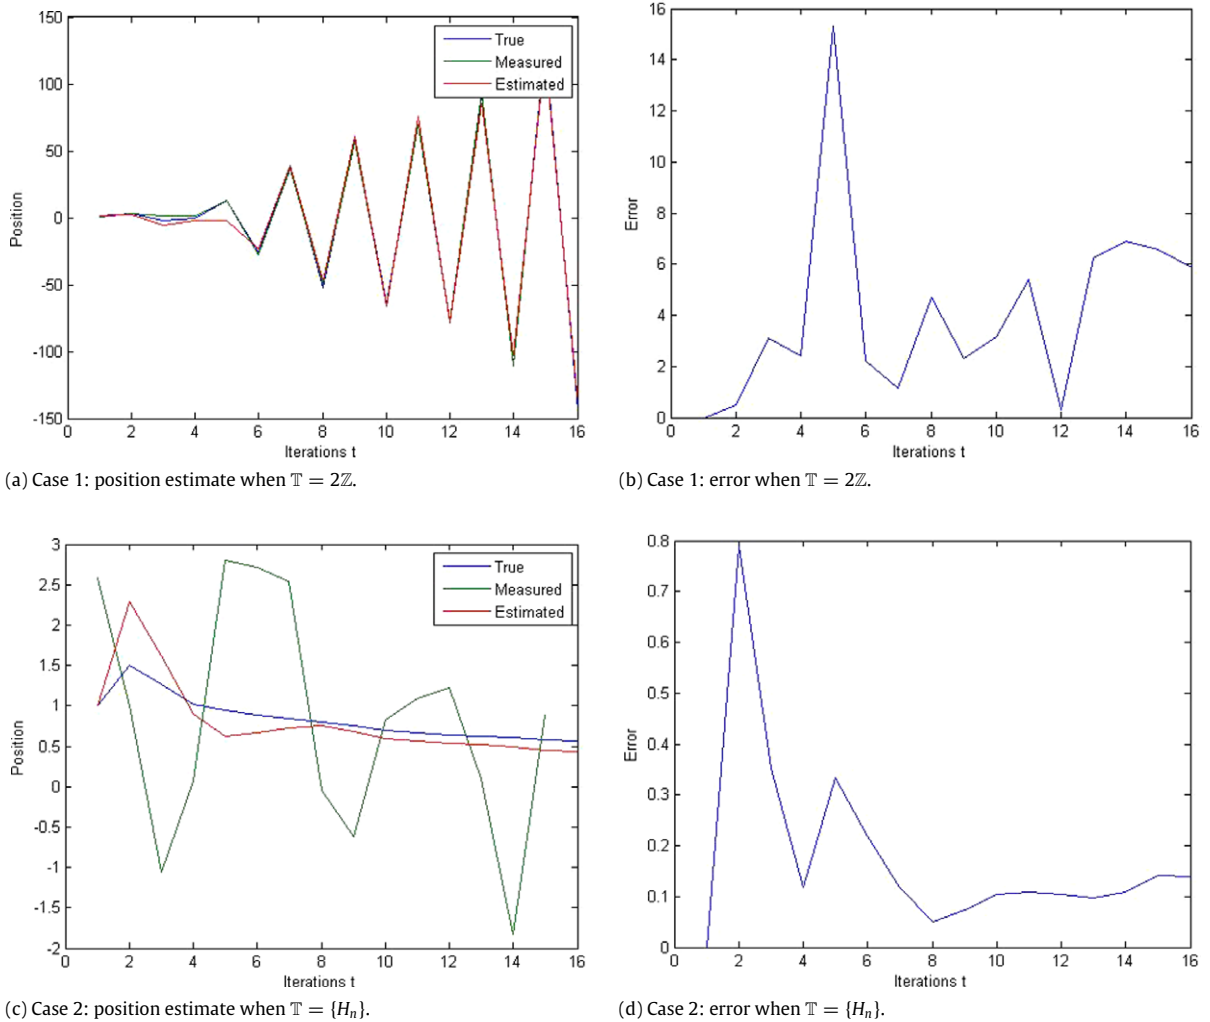 150
100
50
0
-50
-100
-150
Position
True
Measured
Estimated
0 2 4 6 8 10 12 14 16
Iterations t
(a) Case 1: position estimate when 𝕋 = 2ℤ.
16
14
12
10
8
6
4
2
0
Error
0 2 4 6 8 10 12 14 16
Iterations t
(b) Case 1: error when 𝕋 = 2ℤ.
3
2.5
2
1.5
1
0.5
0
-0.5
-1
-1.5
-2
Position
True
Measured
Estimated
0 2 4 6 8 10 12 14 16
Iterations t
(c) Case 2: position estimate when 𝕋 = {Hₙ}.
0.8
0.7
0.6
0.5
0.4
0.3
0.2
0.1
0
Error
0 2 4 6 8 10 12 14 16
Iterations t
(d) Case 2: error when 𝕋 = {Hₙ}.